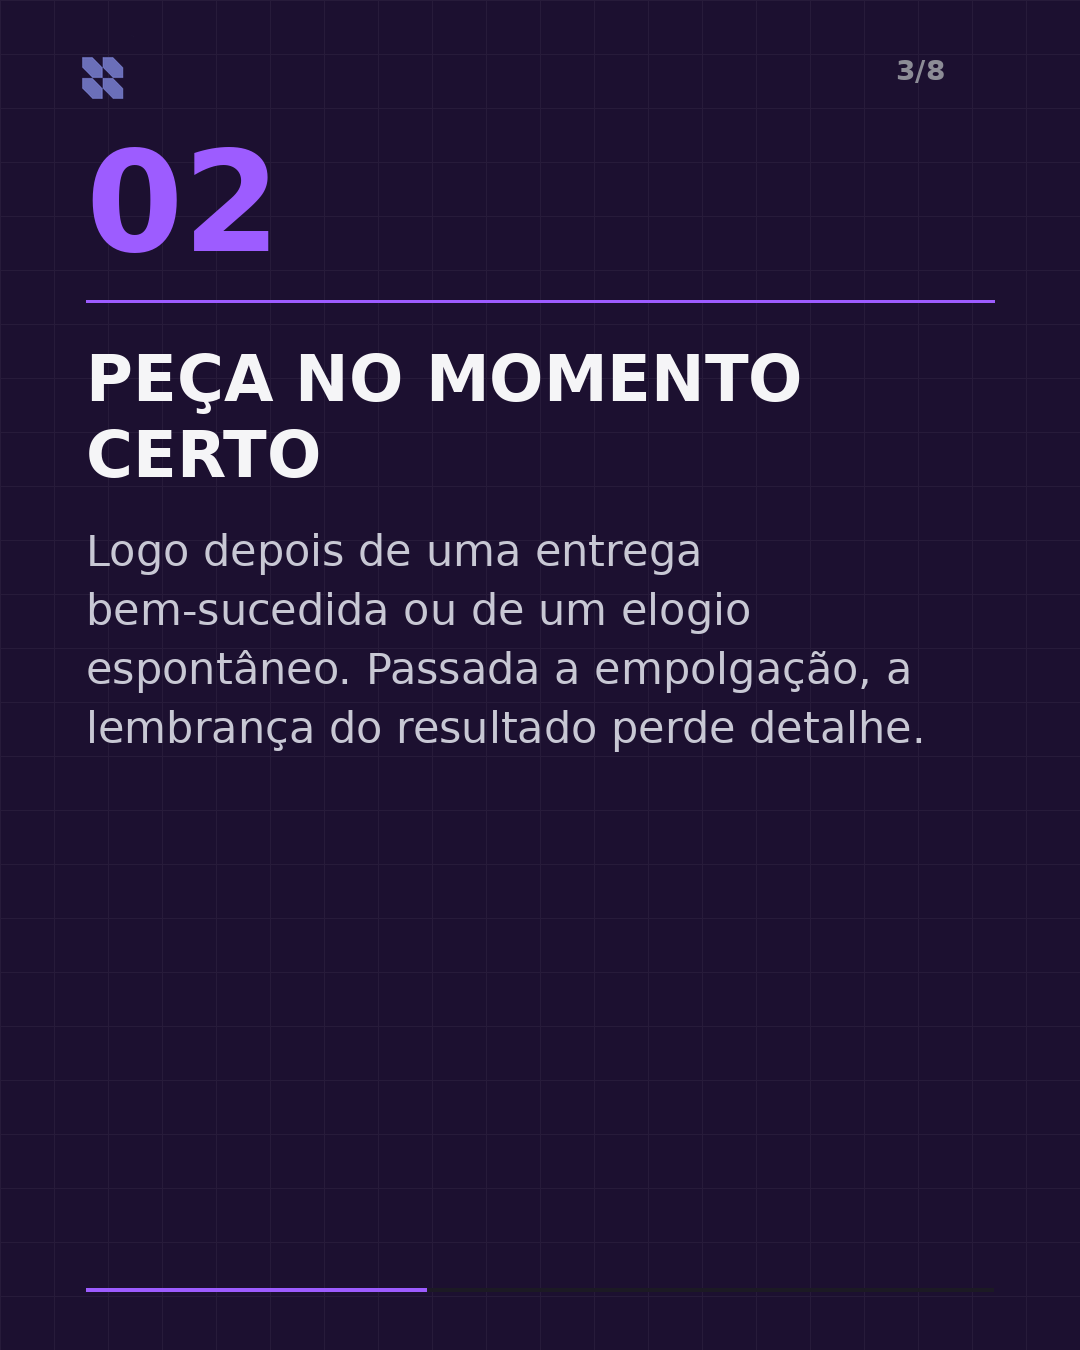 3/8
02
PEÇA NO MOMENTO
CERTO
Logo depois de uma entrega
bem-sucedida ou de um elogio
espontâneo. Passada a empolgação, a
lembrança do resultado perde detalhe.